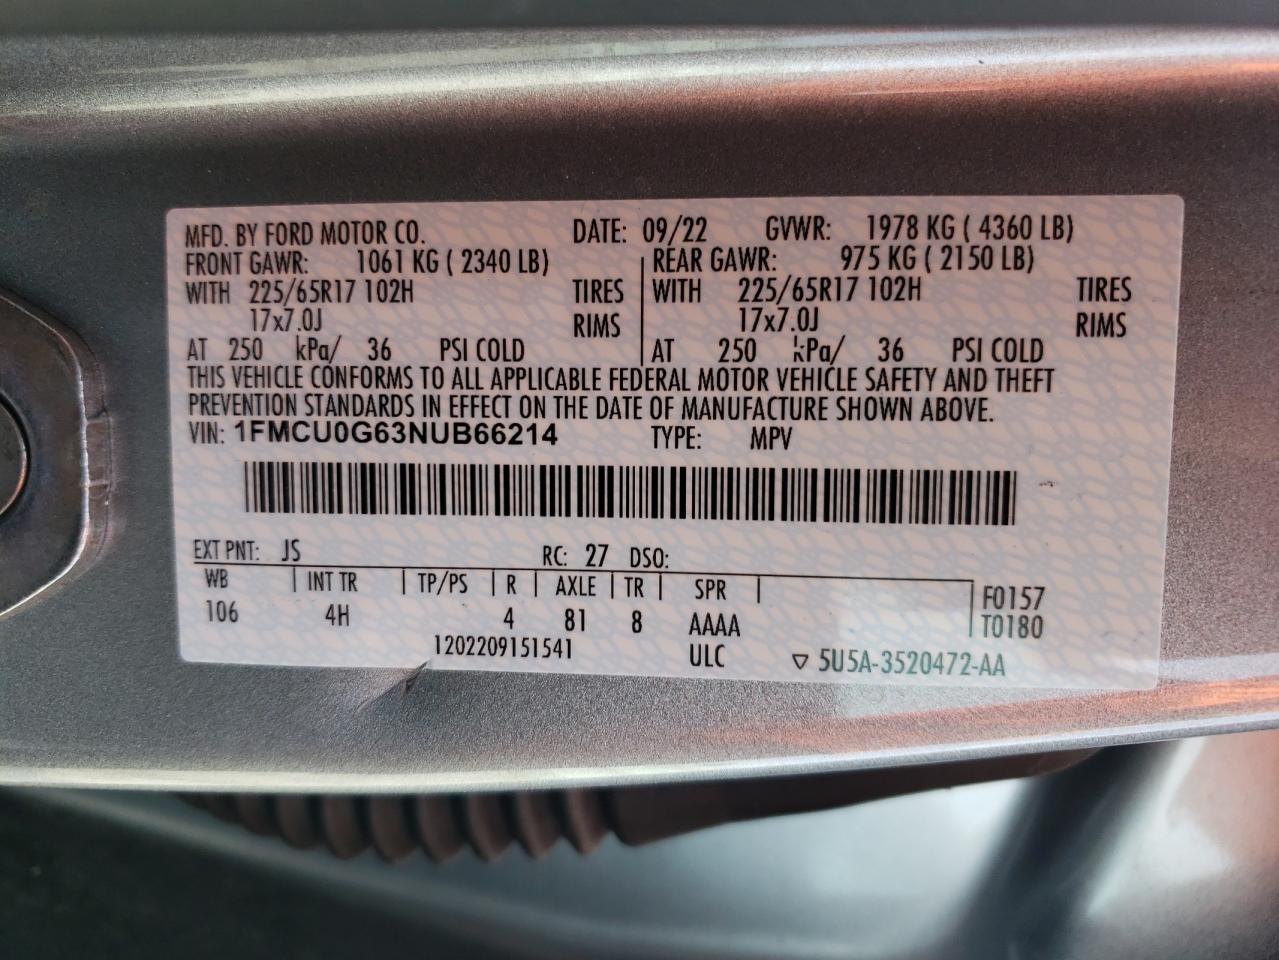 MFD. BY FORD MOTOR CO. DATE: 09/22 GVWR: 1978 KG ( 4360 LB)
FRONT GAWR: 1061 KG ( 2340 LB) REAR GAWR: 975 KG ( 2150 LB)
WITH 225/65R17 102H TIRES WITH 225/65R17 102H TIRES
17x7.0J RIMS 17x7.0J RIMS
AT 250 kPa/ 36 PSI COLD AT 250 kPa/ 36 PSI COLD
THIS VEHICLE CONFORMS TO ALL APPLICABLE FEDERAL MOTOR VEHICLE SAFETY AND THEFT
PREVENTION STANDARDS IN EFFECT ON THE DATE OF MANUFACTURE SHOWN ABOVE.
VIN: 1FMCU0G63NUB66214 TYPE: MPV
EXT PNT: JS RC: 27 DSO:
WB INT TR TP/PS R AXLE TR SPR F0157
106 4H 4 81 8 AAAA T0180
1202209151541 ULC ▽ 5U5A-3520472-AA